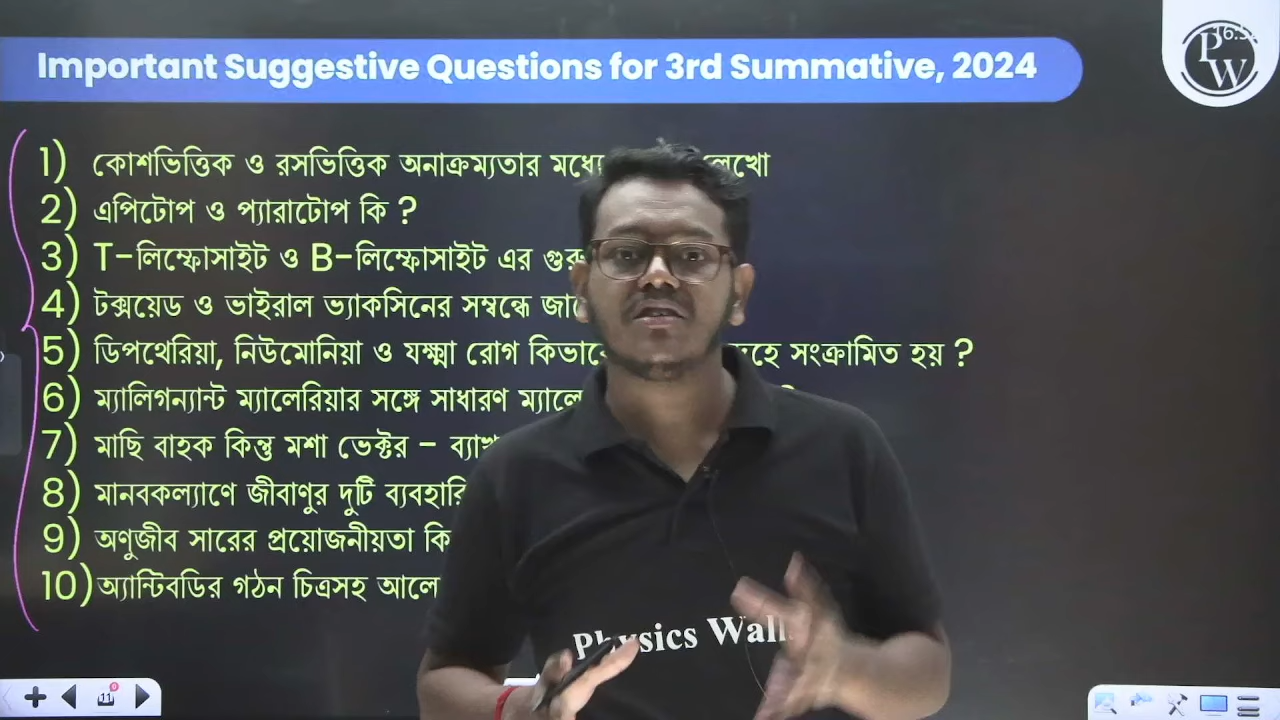 Important Suggestive Questions for 3rd Summative, 2024
PW
1) কোশভিত্তিক ও রসভিত্তিক অনাক্রম্যতার মধ্যে লেখো
2) এপিটোপ ও প্যারাটোপ কি ?
3) T-লিম্ফোসাইট ও B-লিম্ফোসাইট এর
4) টক্সয়েড ও ভাইরাল ভ্যাকসিনের সম্বন্ধে
5) ডিপথেরিয়া, নিউমোনিয়া ও যক্ষ্মা রোগ সংক্রামিত হয় ?
6) ম্যালিগন্যান্ট ম্যালেরিয়ার সঙ্গে সাধারণ
7) মাছি বাহক কিন্তু মশা ভেক্টর -
8) মানবকল্যাণে জীবাণুর দুটি
9) অণুজীব সারের প্রয়োজনীয়তা কি
10) অ্যান্টিবডির গঠন চিত্রসহ
Physics
11